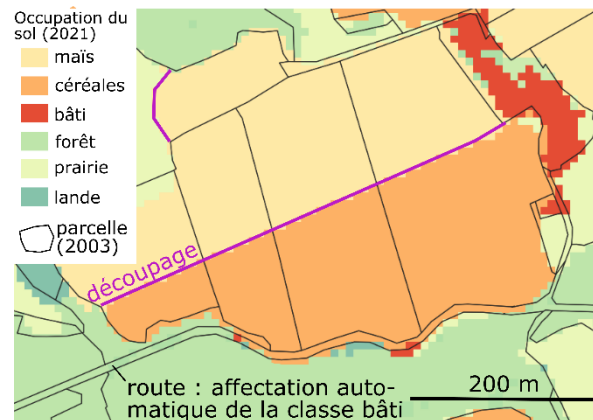 Occupation du
sol (2021)
maïs
céréales
bâti
forêt
prairie
lande
parcelle
(2003)
découpage
route : affectation auto-
matique de la classe bâti
200 m